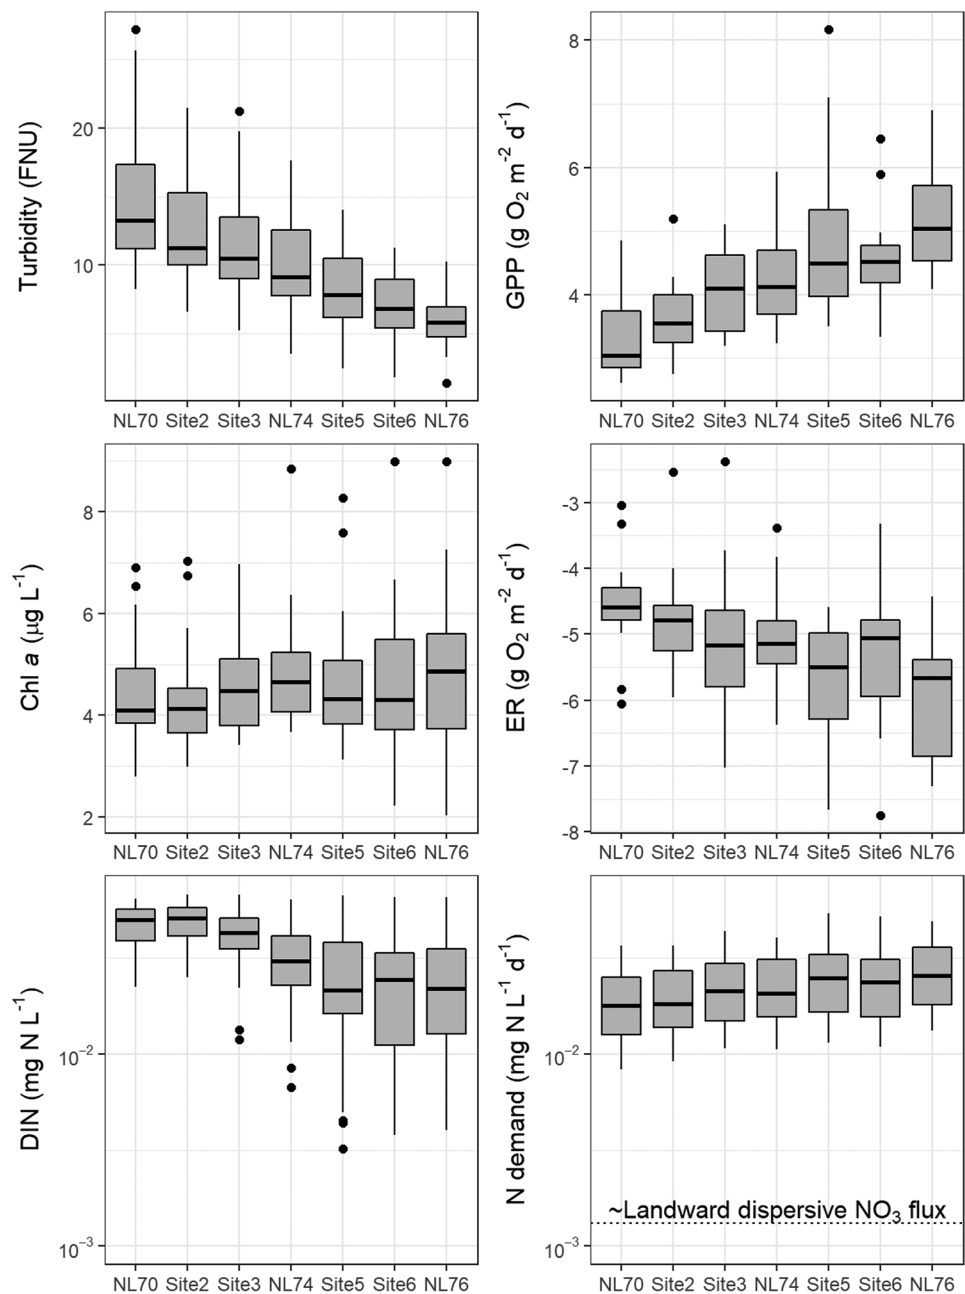 Turbidity (FNU)
20
10
NL70 Site2 Site3 NL74 Site5 Site6 NL76
GPP (g O₂ m⁻² d⁻¹)
8
6
4
NL70 Site2 Site3 NL74 Site5 Site6 NL76
Chl a (µg L⁻¹)
8
6
4
2
NL70 Site2 Site3 NL74 Site5 Site6 NL76
ER (g O₂ m⁻² d⁻¹)
-3
-4
-5
-6
-7
-8
NL70 Site2 Site3 NL74 Site5 Site6 NL76
DIN (mg N L⁻¹)
10⁻²
10⁻³
NL70 Site2 Site3 NL74 Site5 Site6 NL76
N demand (mg N L⁻¹ d⁻¹)
10⁻²
~Landward dispersive NO₃ flux
10⁻³
NL70 Site2 Site3 NL74 Site5 Site6 NL76